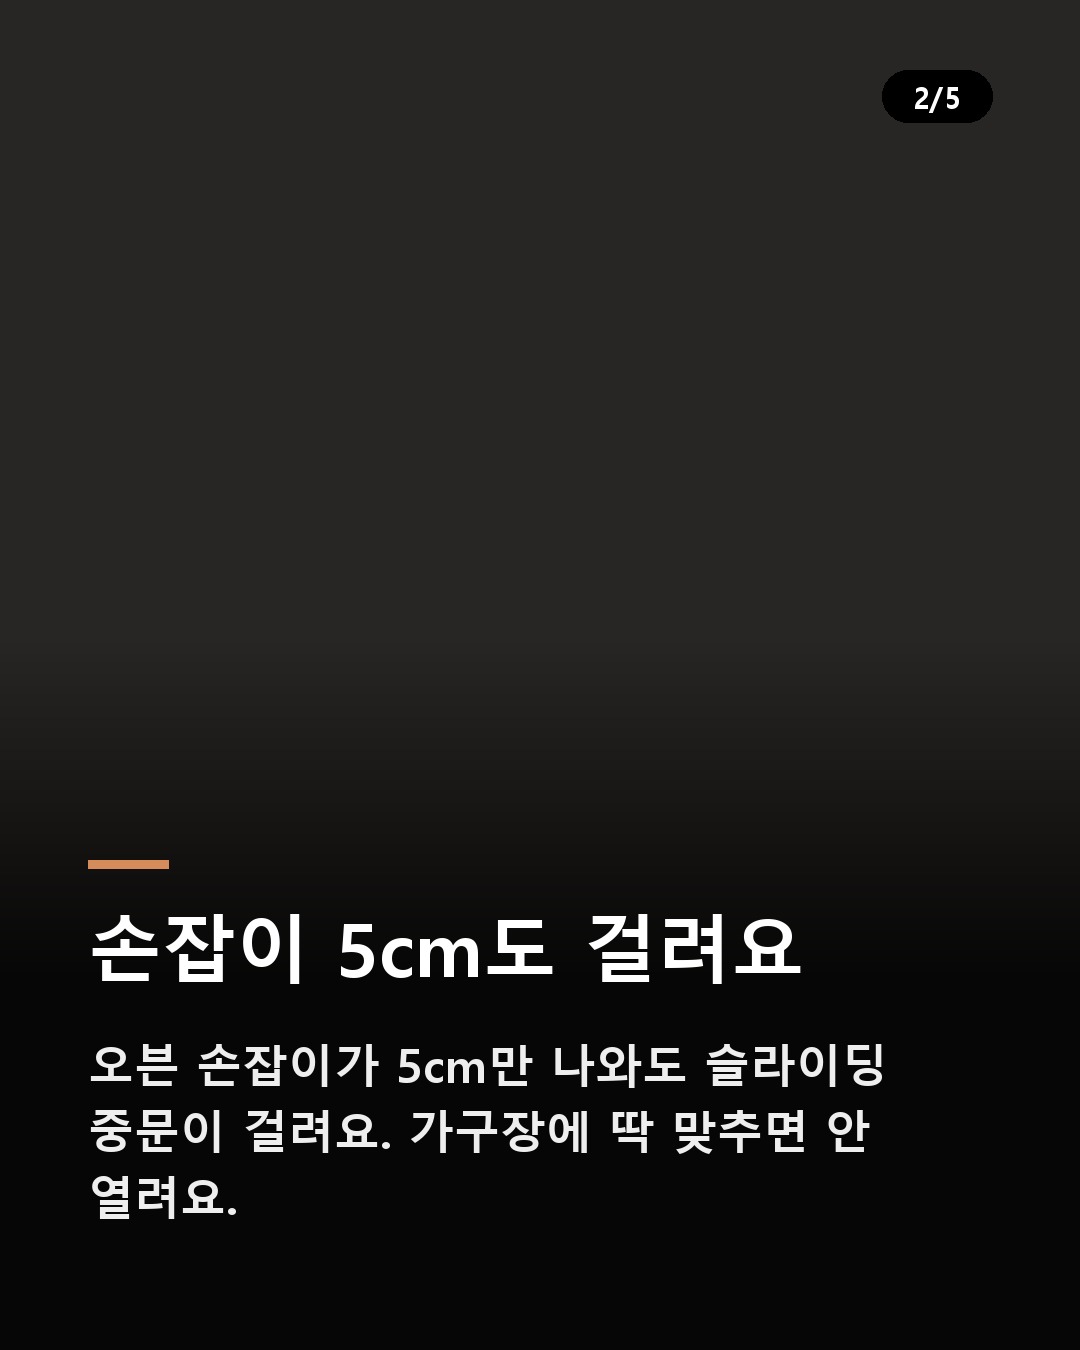 2/5
손잡이 5cm도 걸려요
오븐 손잡이가 5cm만 나와도 슬라이딩
중문이 걸려요. 가구장에 딱 맞추면 안
열려요.